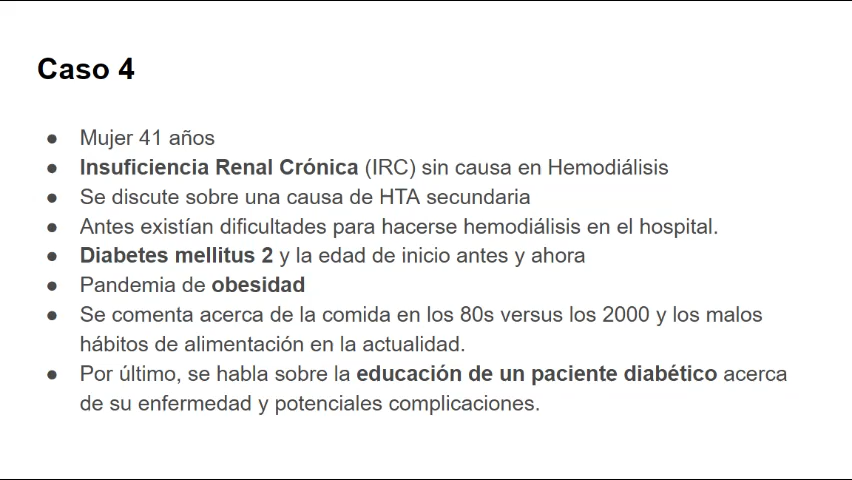 Caso 4
● Mujer 41 años
● Insuficiencia Renal Crónica (IRC) sin causa en Hemodiálisis
● Se discute sobre una causa de HTA secundaria
● Antes existían dificultades para hacerse hemodiálisis en el hospital.
● Diabetes mellitus 2 y la edad de inicio antes y ahora
● Pandemia de obesidad
● Se comenta acerca de la comida en los 80s versus los 2000 y los malos
hábitos de alimentación en la actualidad.
● Por último, se habla sobre la educación de un paciente diabético acerca
de su enfermedad y potenciales complicaciones.